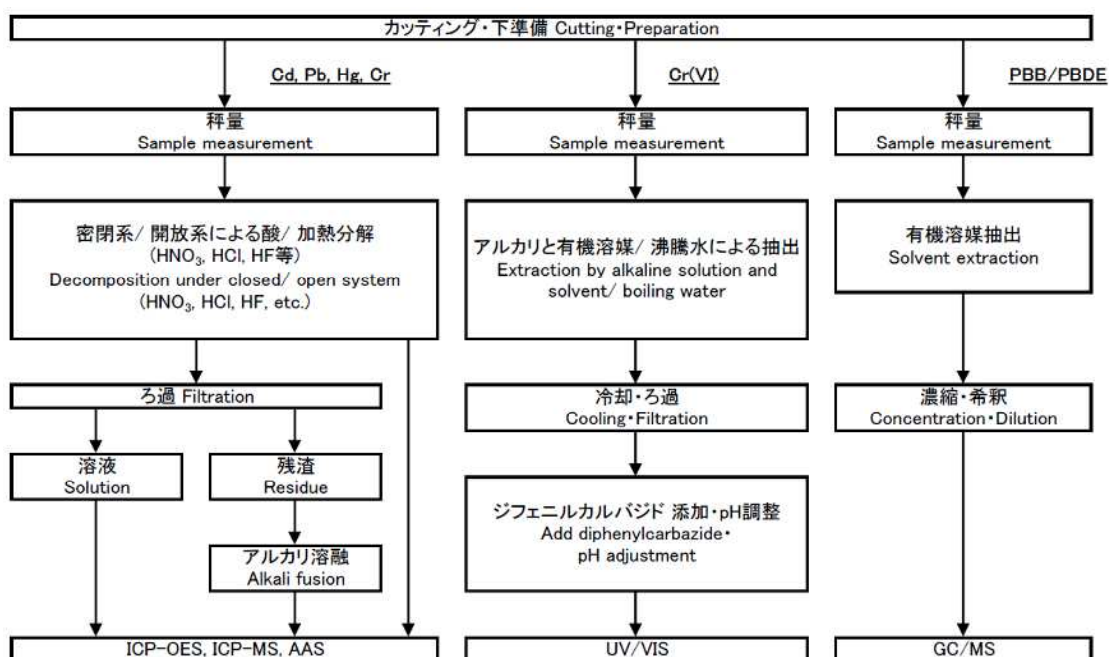 カッティング・下準備 Cutting・Preparation
Cd, Pb, Hg, Cr
Cr(VI)
PBB/PBDE
秤量
Sample measurement
秤量
Sample measurement
秤量
Sample measurement
密閉系/ 開放系による酸/ 加熱分解
(HNO₃, HCl, HF等)
Decomposition under closed/ open system
(HNO₃, HCl, HF, etc.)
アルカリと有機溶媒/ 沸騰水による抽出
Extraction by alkaline solution and
solvent/ boiling water
有機溶媒抽出
Solvent extraction
ろ過 Filtration
冷却・ろ過
Cooling・Filtration
濃縮・希釈
Concentration・Dilution
溶液
Solution
残渣
Residue
ジフェニルカルバジド 添加・pH調整
Add diphenylcarbazide・
pH adjustment
アルカリ溶融
Alkali fusion
ICP-OES, ICP-MS, AAS
UV/VIS
GC/MS